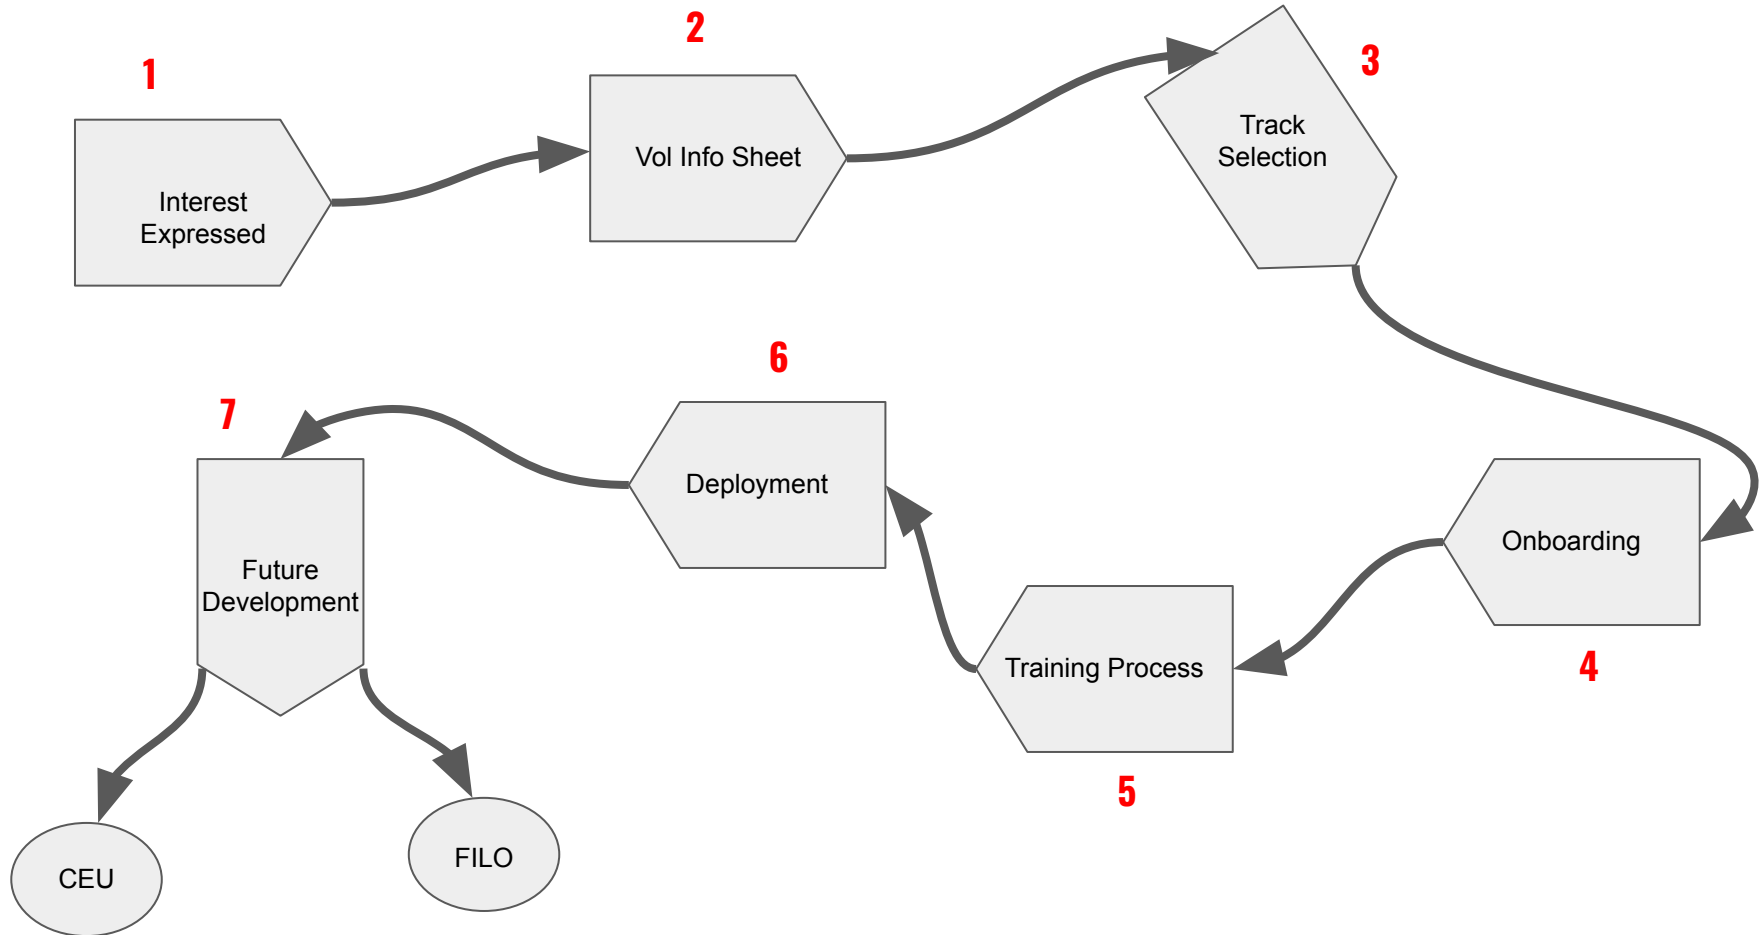 1
Interest
Expressed
2
Vol Info Sheet
3
Track
Selection
4
Onboarding
5
Training Process
6
Deployment
7
Future
Development
CEU
FILO